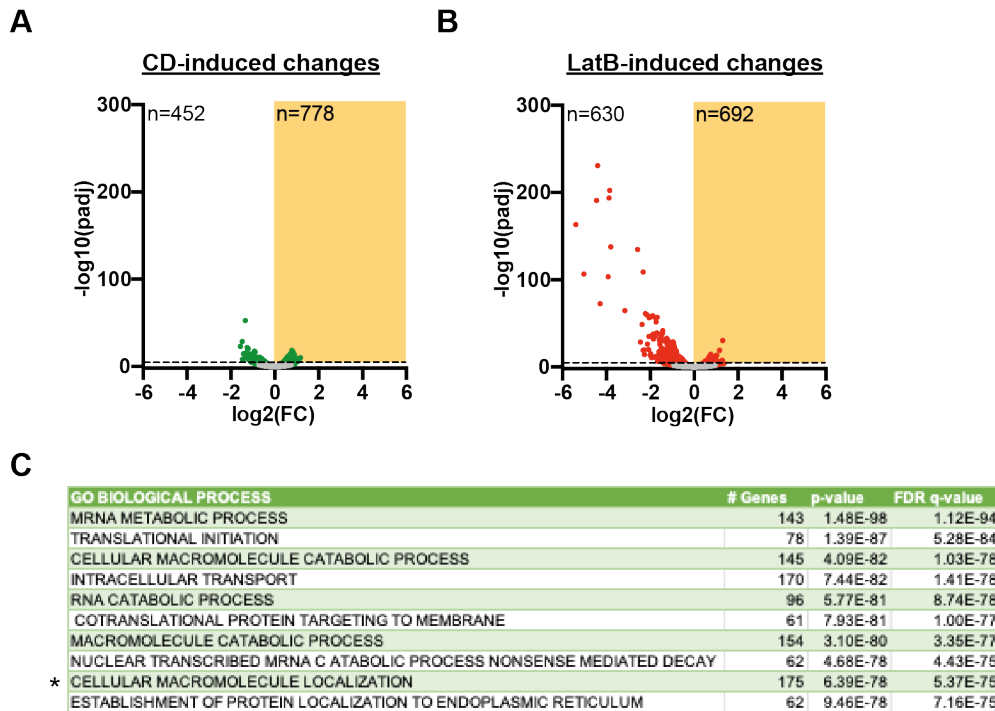 A
CD-induced changes
300
200
100
0
-log10(padj)
n=452
n=778
-6 -4 -2 0 2 4 6
log2(FC)
B
LatB-induced changes
300
200
100
0
-log10(padj)
n=630
n=692
-6 -4 -2 0 2 4 6
log2(FC)
C
GO BIOLOGICAL PROCESS # Genes p-value FDR q-value
MRNA METABOLIC PROCESS 143 1.48E-98 1.12E-94
TRANSLATIONAL INITIATION 78 1.39E-87 5.28E-84
CELLULAR MACROMOLECULE CATABOLIC PROCESS 145 4.09E-82 1.03E-78
INTRACELLULAR TRANSPORT 170 7.44E-82 1.41E-78
RNA CATABOLIC PROCESS 96 5.77E-81 8.74E-78
COTRANSLATIONAL PROTEIN TARGETING TO MEMBRANE 61 7.93E-81 1.00E-77
MACROMOLECULE CATABOLIC PROCESS 154 3.10E-80 3.35E-77
NUCLEAR TRANSCRIBED MRNA C ATABOLIC PROCESS NONSENSE MEDIATED DECAY 62 4.68E-78 4.43E-75
* CELLULAR MACROMOLECULE LOCALIZATION 175 6.39E-78 5.37E-75
ESTABLISHMENT OF PROTEIN LOCALIZATION TO ENDOPLASMIC RETICULUM 62 9.46E-78 7.16E-75